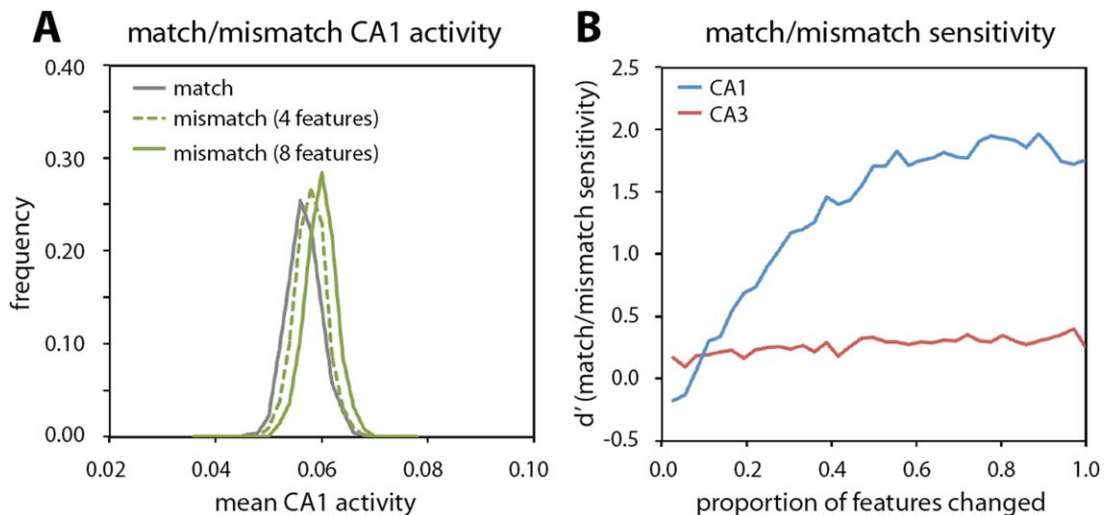 A match/mismatch CA1 activity
0.40
0.30
0.20
0.10
0.00
frequency
match
mismatch (4 features)
mismatch (8 features)
0.02 0.04 0.06 0.08 0.10
mean CA1 activity
B match/mismatch sensitivity
2.5
2.0
1.5
1.0
0.5
0.0
-0.5
d’ (match/mismatch sensitivity)
CA1
CA3
0.0 0.2 0.4 0.6 0.8 1.0
proportion of features changed